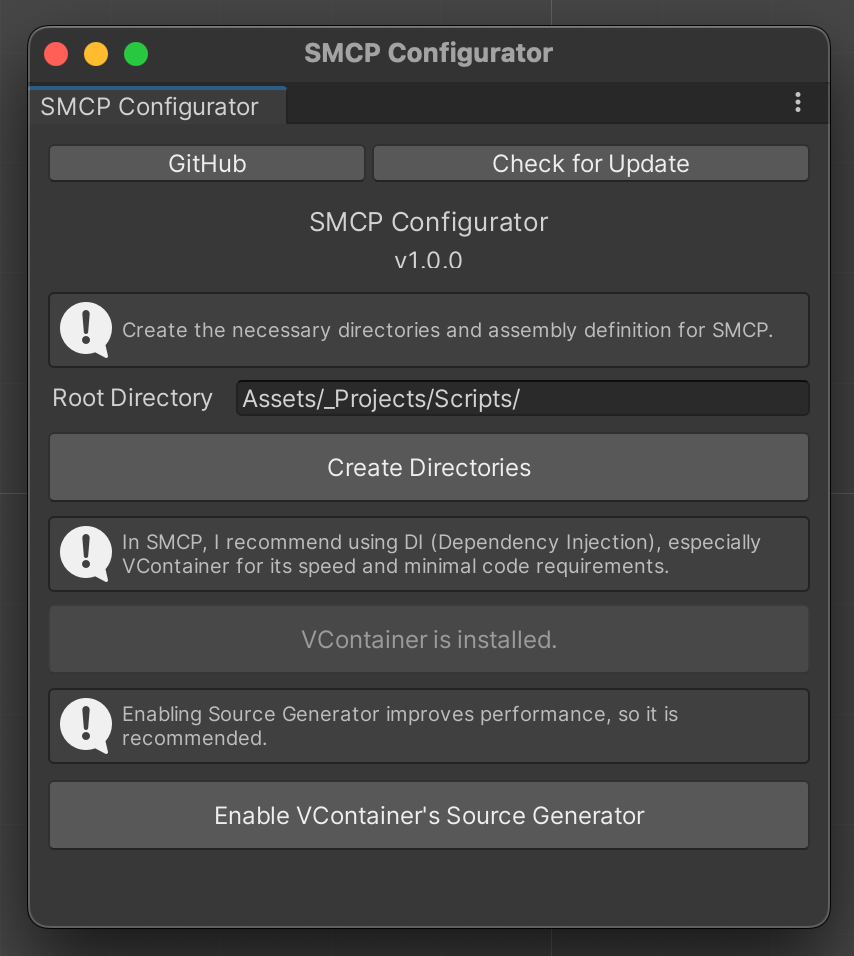 SMCP Configurator
SMCP Configurator
GitHub
Check for Update
SMCP Configurator
v1.0.0
Create the necessary directories and assembly definition for SMCP.
Root Directory
Assets/_Projects/Scripts/
Create Directories
In SMCP, I recommend using DI (Dependency Injection), especially
VContainer for its speed and minimal code requirements.
VContainer is installed.
Enabling Source Generator improves performance, so it is
recommended.
Enable VContainer's Source Generator